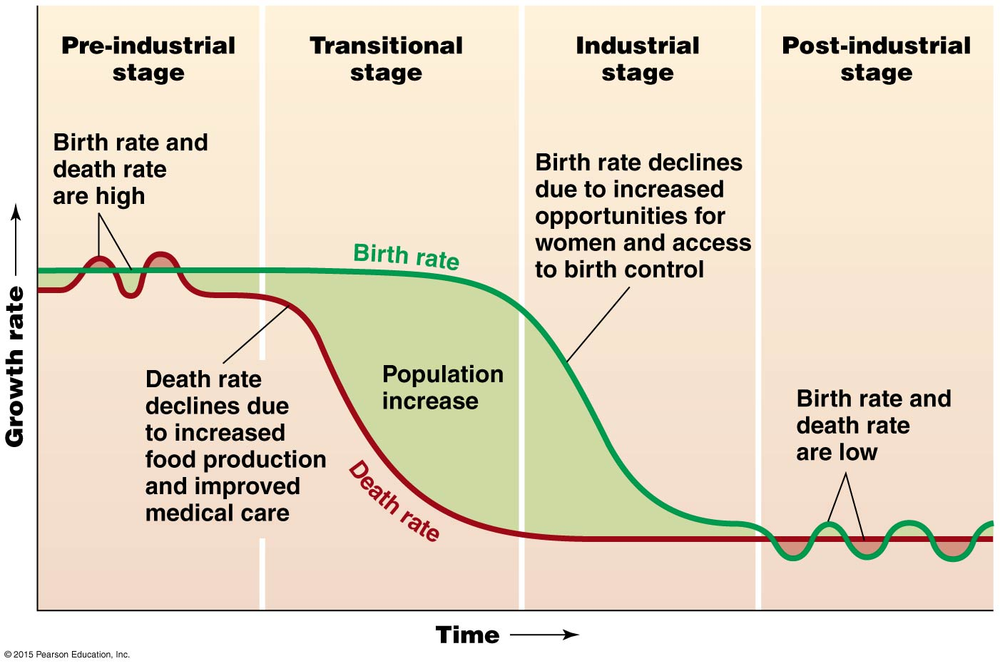 Pre-industrial
stage
Transitional
stage
Industrial
stage
Post-industrial
stage
Birth rate and
death rate
are high
Birth rate declines
due to increased
opportunities for
women and access
to birth control
Birth rate
Growth rate
Population
increase
Death rate
declines due
to increased
food production
and improved
medical care
Death rate
Birth rate and
death rate
are low
Time
© 2015 Pearson Education, Inc.